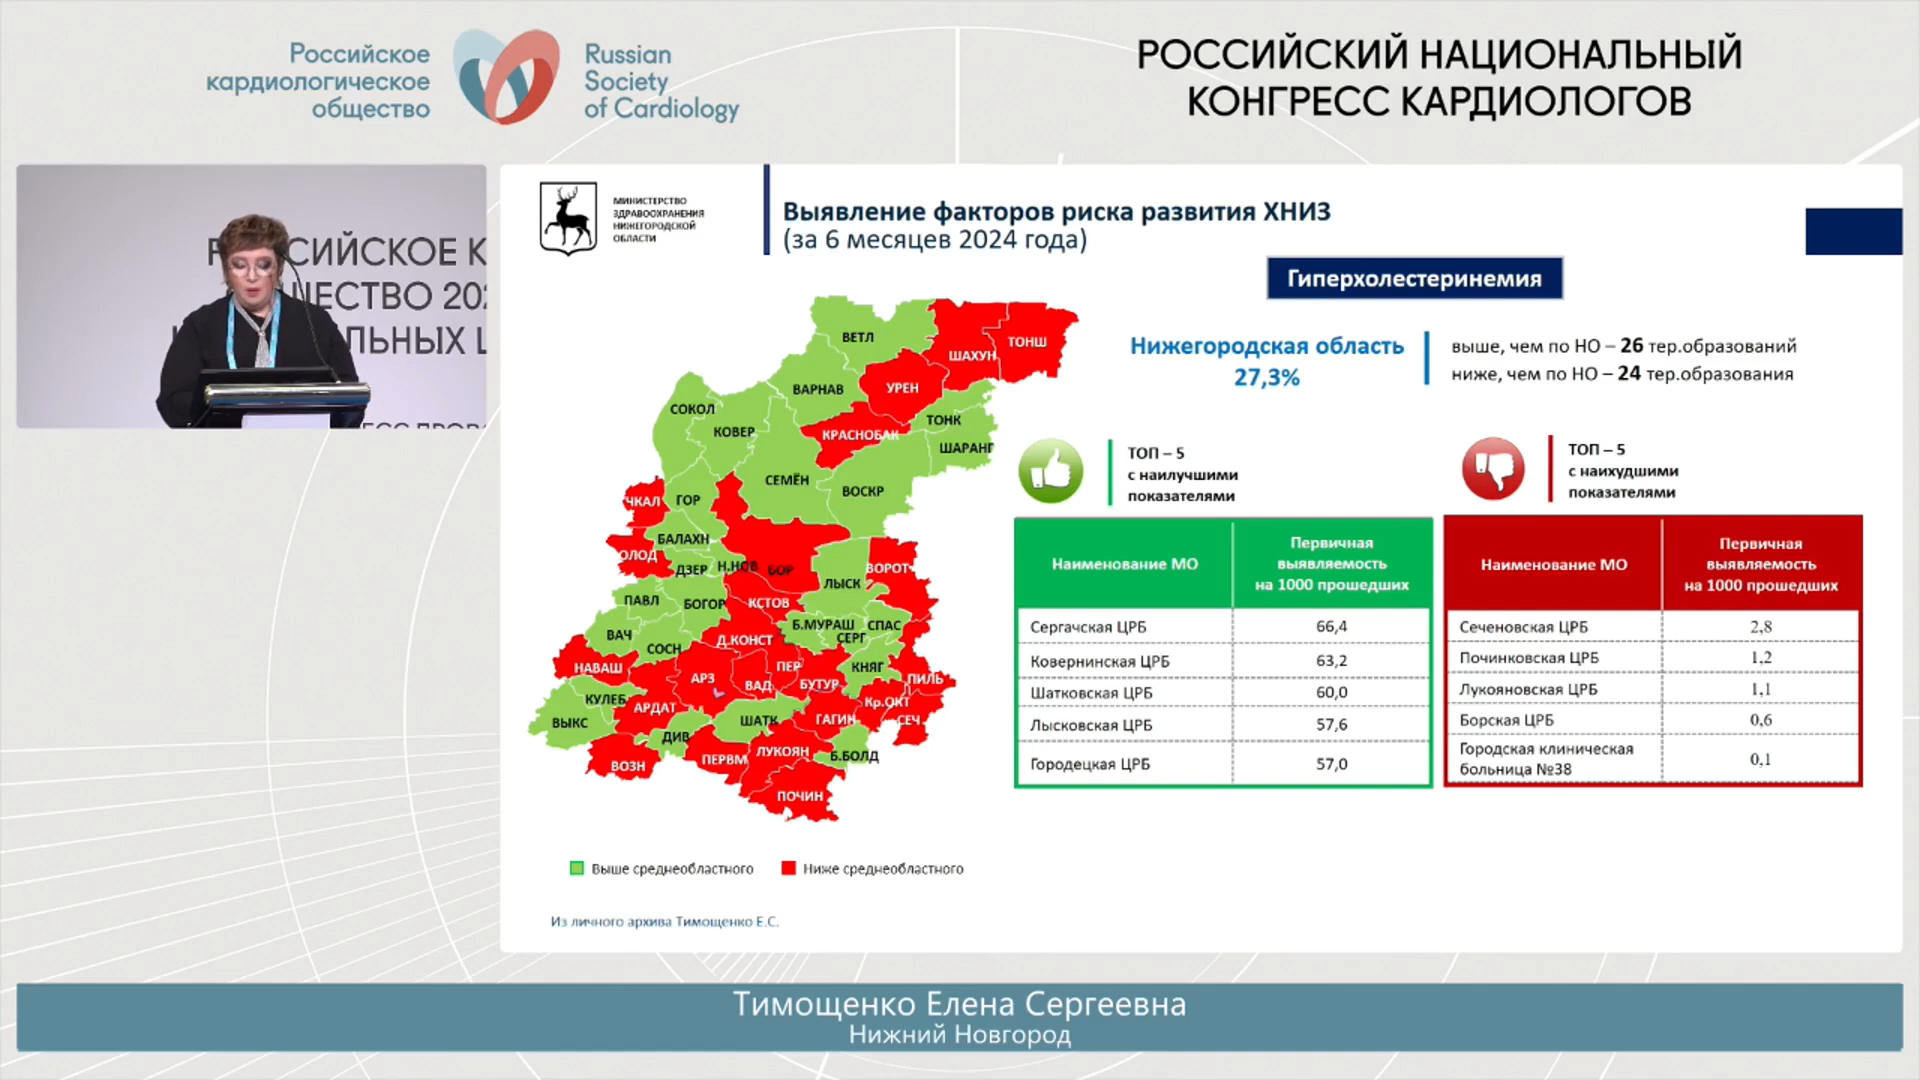 Российское
кардиологическое
общество
Russian
Society
of Cardiology
РОССИЙСКИЙ НАЦИОНАЛЬНЫЙ
КОНГРЕСС КАРДИОЛОГОВ
МИНИСТЕРСТВО
ЗДРАВООХРАНЕНИЯ
НИЖЕГОРОДСКОЙ
ОБЛАСТИ
Выявление факторов риска развития ХНИЗ
(за 6 месяцев 2024 года)
Гиперхолестеринемия
Нижегородская область
27,3%
выше, чем по НО – 26 тер.образований
ниже, чем по НО – 24 тер.образования
ВЕТЛ
ШАХУН
ТОНШ
ВАРНАВ
УРЕН
СОКОЛ
КОВЕР
КРАСНОБАК
ТОНК
ШАРАНГ
СЕМЁН
ВОСКР
ЧКАЛ
ГОР
БАЛАХН
ОЛОД
ДЗЕР
Н.НОВ
БОР
ЛЫСК
ВОРОТ
ПАВЛ
БОГОР
КСТОВ
Б.МУРАШ
СПАС
ВАЧ
СОСН
Д.КОНСТ
СЕРГ
НАВАШ
АРЗ
ВАД
ПЕР
БУТУР
КНЯГ
ПИЛЬ
КУЛЕБ
АРДАТ
ВЫКС
ДИВ
ШАТК
ГАГИН
Кр.ОКТ
СЕЧ
ВОЗН
ПЕРВМ
ЛУКОЯН
Б.БОЛД
ПОЧИН
ТОП – 5
с наилучшими
показателями
Наименование МО
Первичная
выявляемость
на 1000 прошедших
Сергачская ЦРБ 66,4
Ковернинская ЦРБ 63,2
Шатковская ЦРБ 60,0
Лысковская ЦРБ 57,6
Городецкая ЦРБ 57,0
ТОП – 5
с наихудшими
показателями
Наименование МО
Первичная
выявляемость
на 1000 прошедших
Сеченовская ЦРБ 2,8
Починковская ЦРБ 1,2
Лукояновская ЦРБ 1,1
Борская ЦРБ 0,6
Городская клиническая
больница №38 0,1
Выше среднеобластного
Ниже среднеобластного
Из личного архива Тимощенко Е.С.
Тимощенко Елена Сергеевна
Нижний Новгород